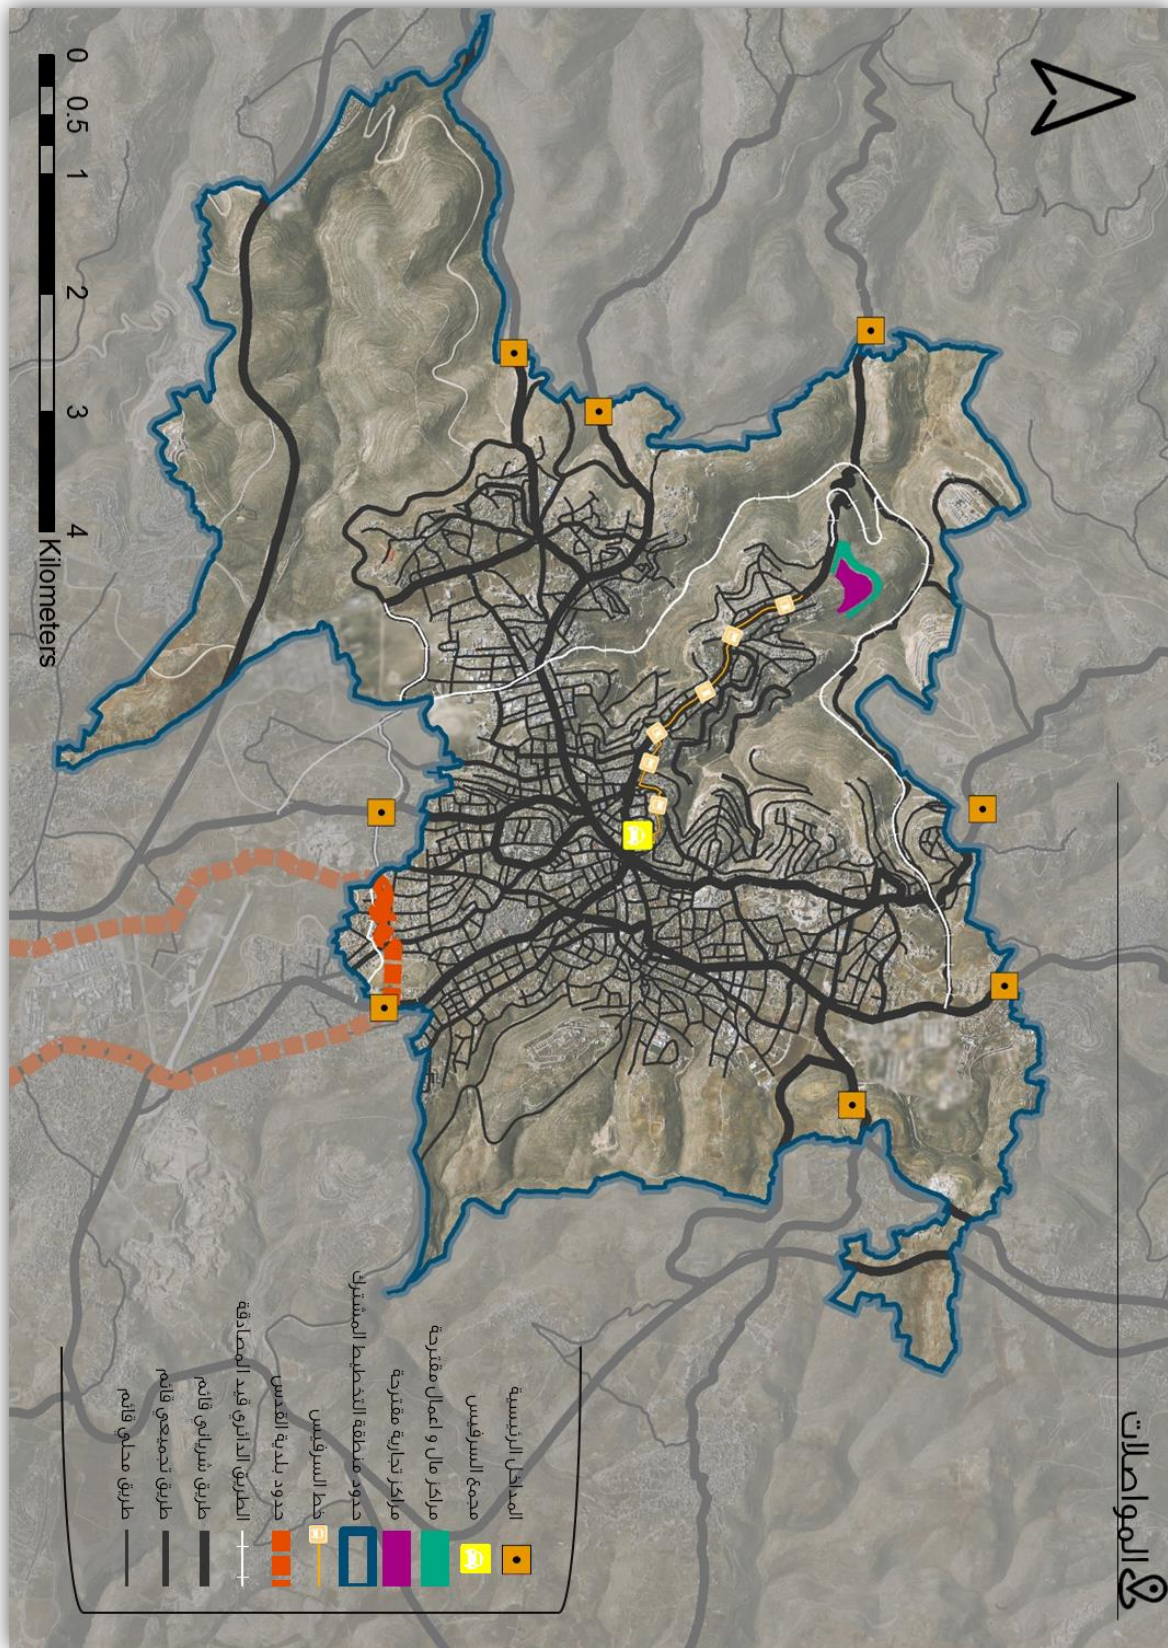 المواصلات
المداخل الرئيسية
مجمع السرفيس
مراكز مال و اعمال مقترحة
مراكز تجارية مقترحة
حدود منطقة التخطيط المشترك
خط السرفيس
حدود بلدية القدس
الطريق الدائري قيد المصادقة
طريق شرياني قائم
طريق تجميعي قائم
طريق محلي قائم
0 0.5 1 2 3 4
Kilometers